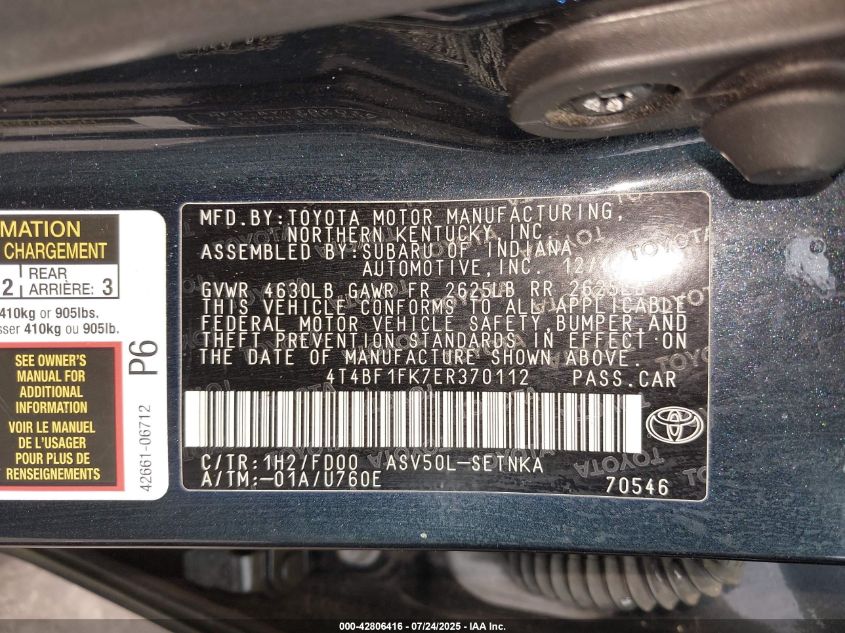 MATION
CHARGEMENT
2 REAR
ARRIÈRE: 3
410kg or 905lbs.
sser 410kg ou 905lb.
SEE OWNER'S
MANUAL FOR
ADDITIONAL
INFORMATION
VOIR LE MANUEL
DE L'USAGER
POUR PLUS DE
RENSEIGNEMENTS
P6
42661-06712
MFD.BY:TOYOTA MOTOR MANUFACTURING,
NORTHERN KENTUCKY, INC.
ASSEMBLED BY:SUBARU OF INDIANA
AUTOMOTIVE,INC. 12/
GVWR 4630LB GAWR FR 2625LB RR 2625LB
THIS VEHICLE CONFORMS TO ALL APPLICABLE
FEDERAL MOTOR VEHICLE SAFETY,BUMPER,AND
THEFT PREVENTION STANDARDS IN EFFECT ON
THE DATE OF MANUFACTURE SHOWN ABOVE.
4T4BF1FK7ER370112 PASS.CAR
C/TR:1H2/FD00 ASV50L-SETNKA
A/TM:-01A/U760E 70546
000-42806416 - 07/24/2025 - IAA Inc.